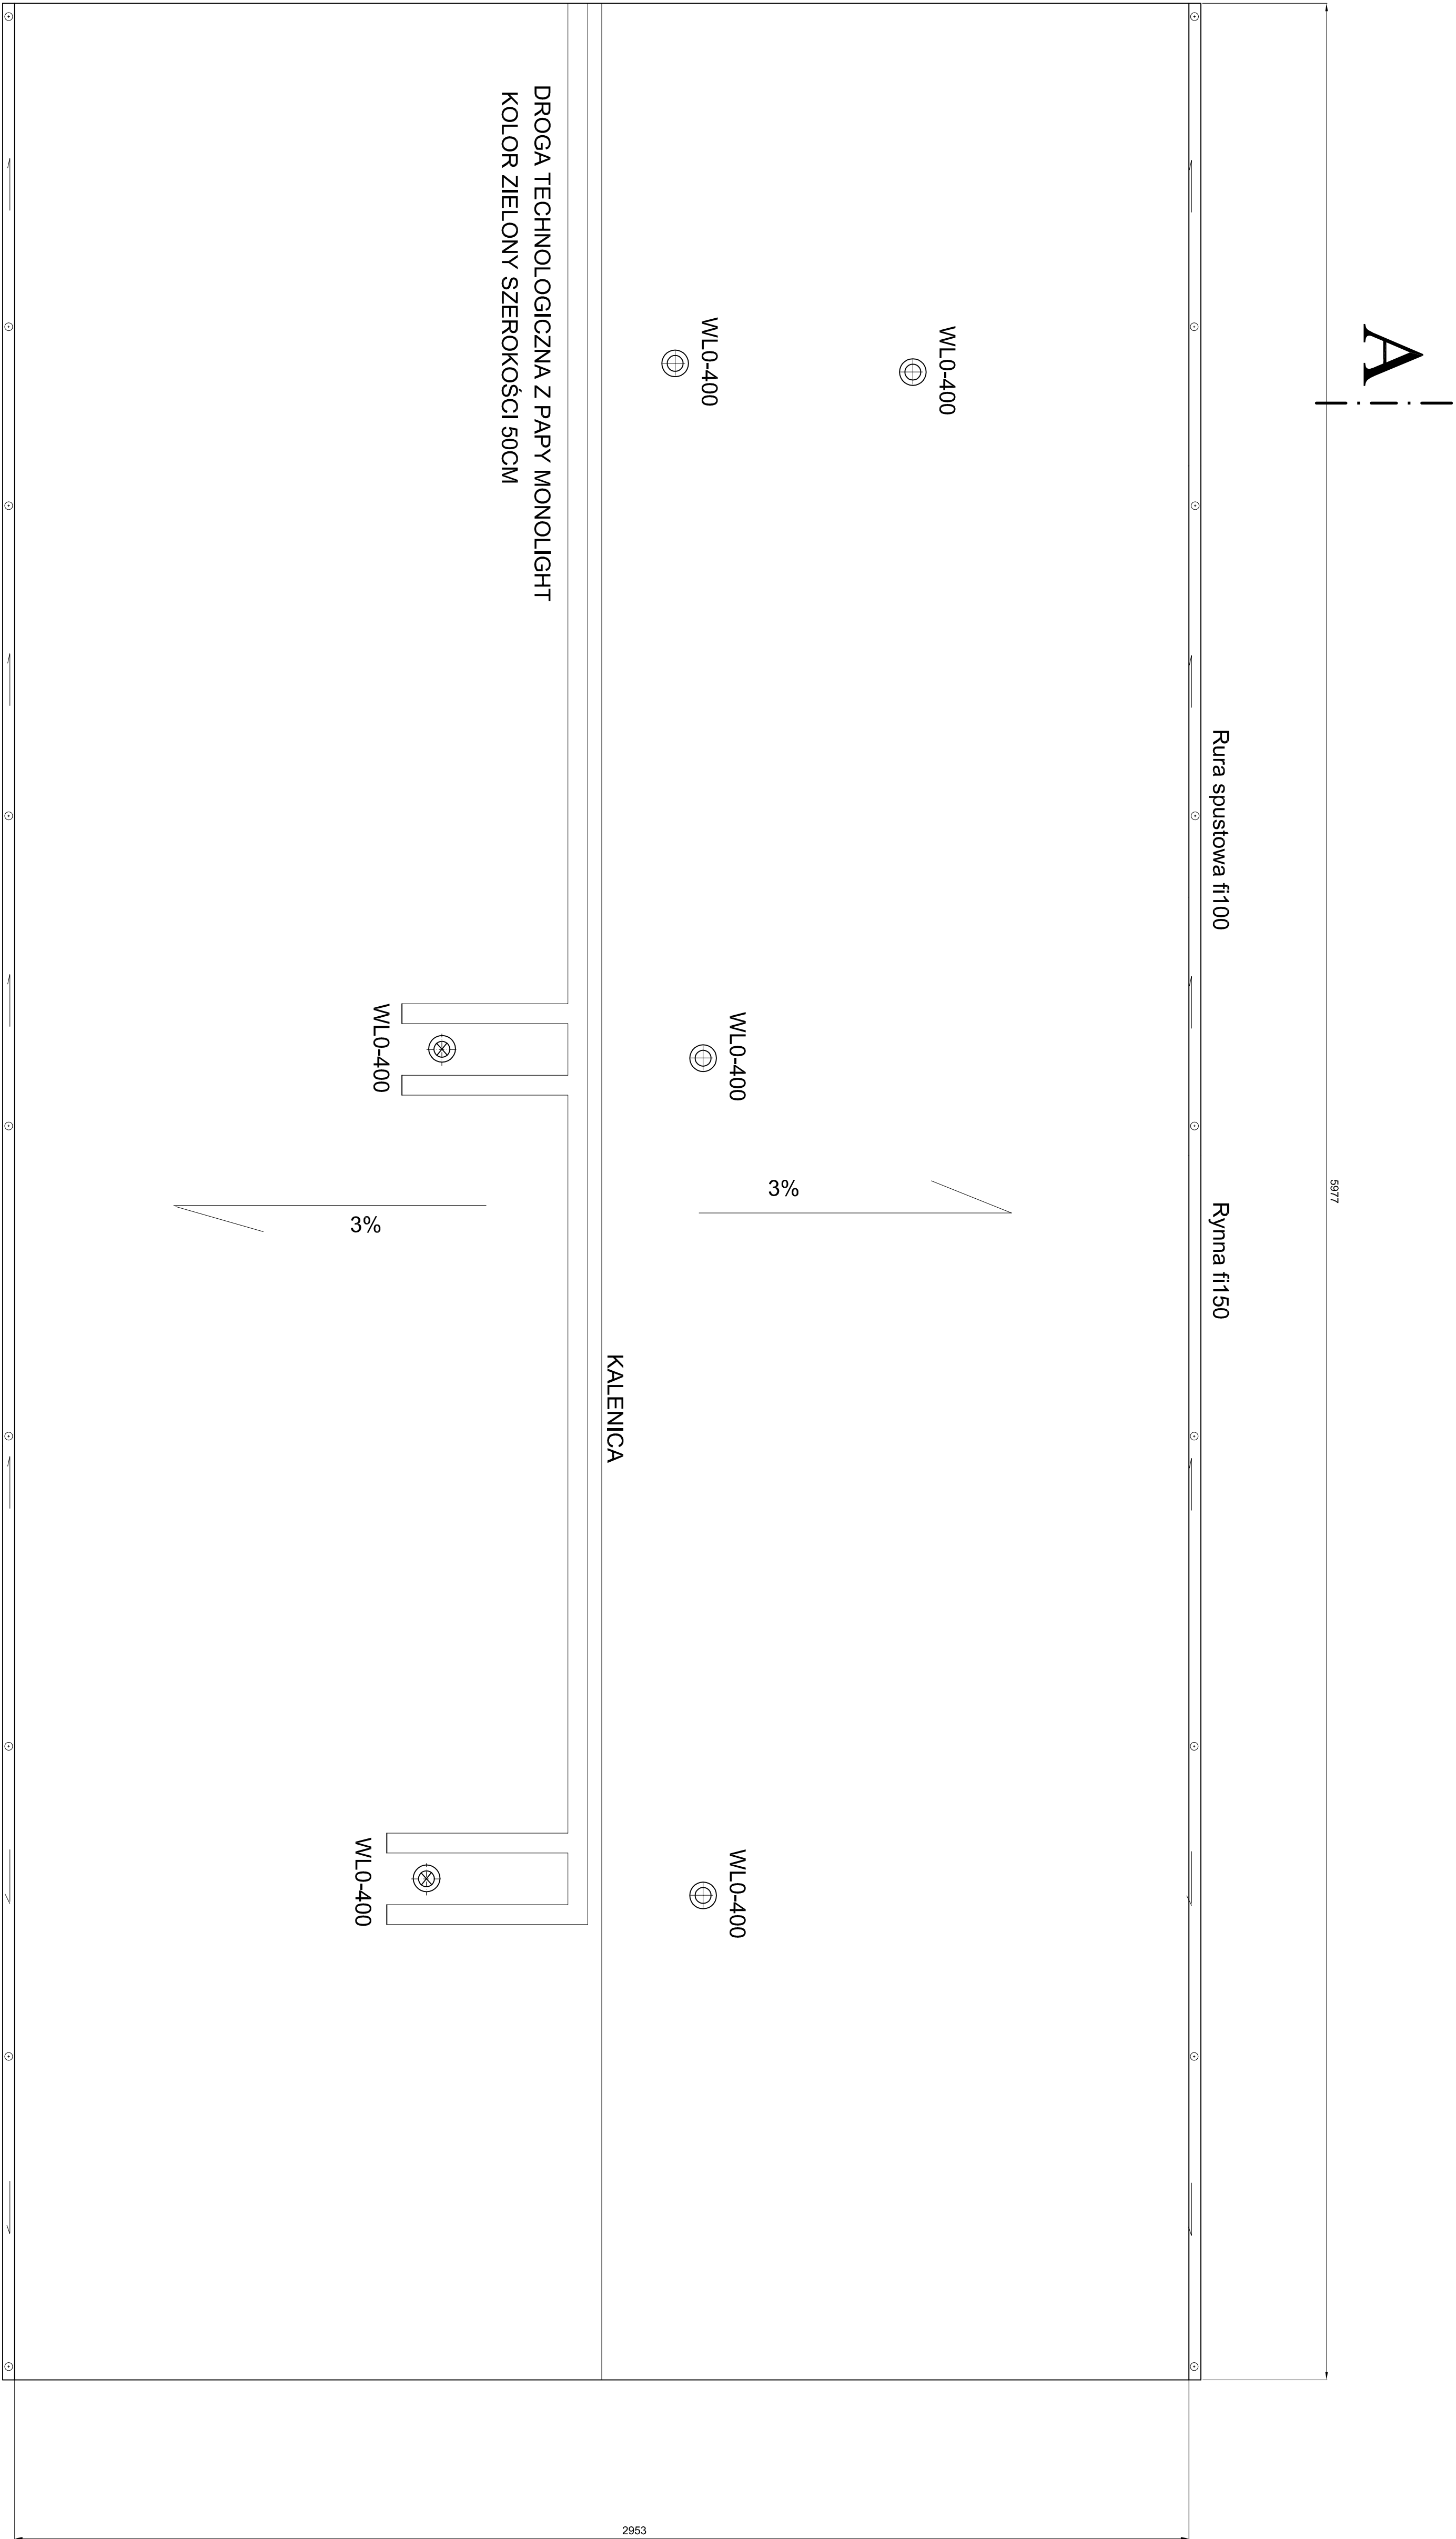 A
5977
Rura spustowa fi100
Rynna fi150
WL0-400
3%
WL0-400
WL0-400
WL0-400
2953
KALENICA
DROGA TECHNOLOGICZNA Z PAPY MONOLIGHT
KOLOR ZIELONY SZEROKOŚCI 50CM
WL0-400
3%
WL0-400